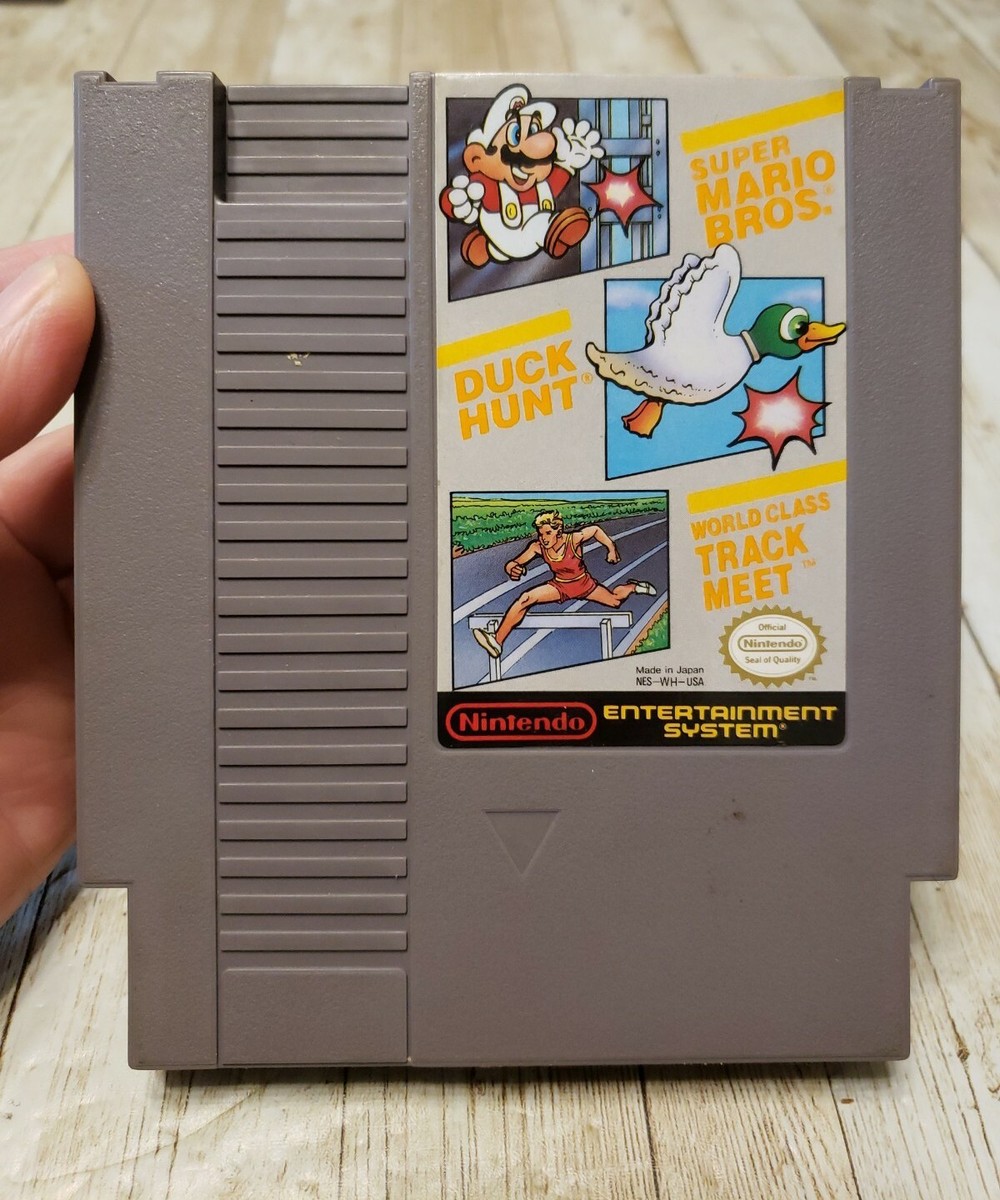 SUPER
MARIO
BROS.®
DUCK
HUNT®
WORLD CLASS
TRACK
MEET™
Official
Nintendo®
Seal of Quality
Made in Japan
NES-WH-USA
Nintendo®
ENTERTAINMENT
SYSTEM®